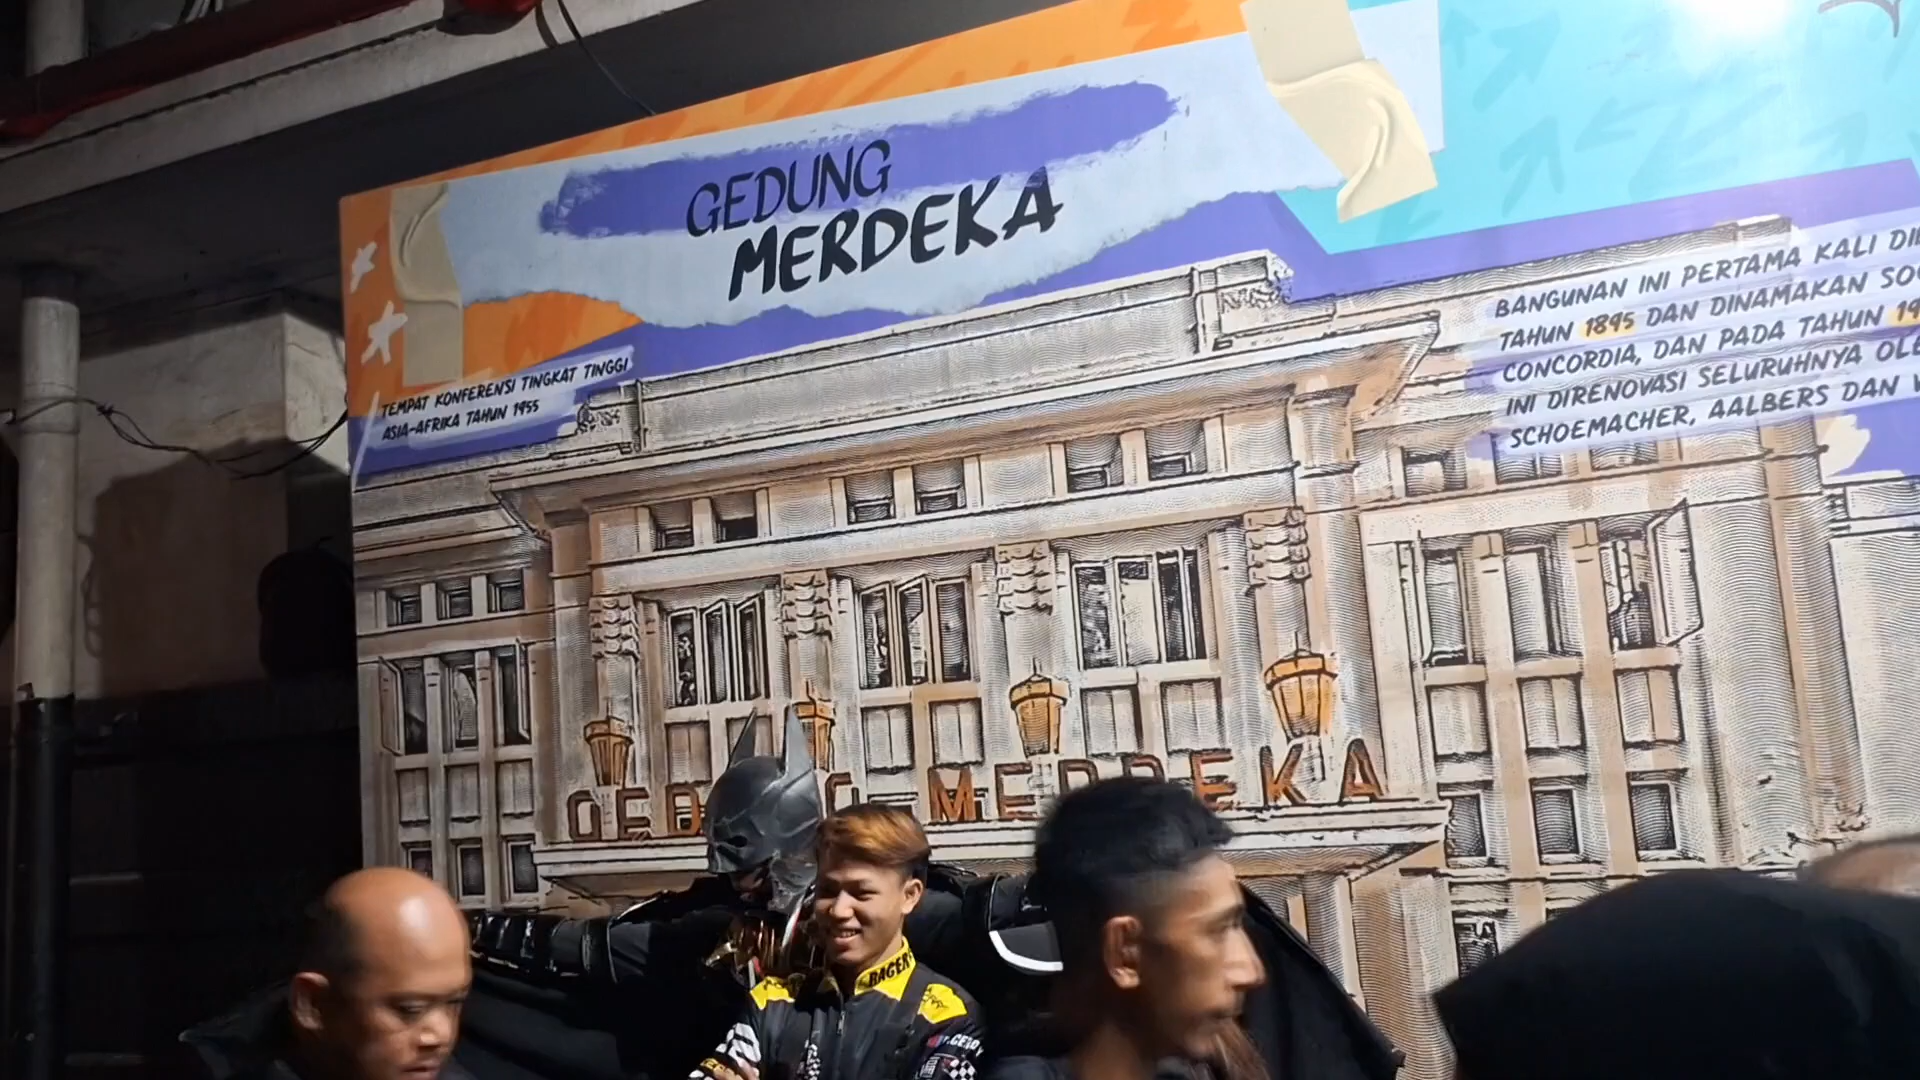 GEDUNG
MERDEKA
TEMPAT KONFERENSI TINGKAT TINGGI
ASIA-AFRIKA TAHUN 1955
BANGUNAN INI PERTAMA KALI
TAHUN 1895 DAN DINAMAKAN
CONCORDIA, DAN PADA TAHUN
INI DIRENOVASI SELURUHNYA
SCHOEMACHER, AALBERS DAN
MERDEKA
RACER